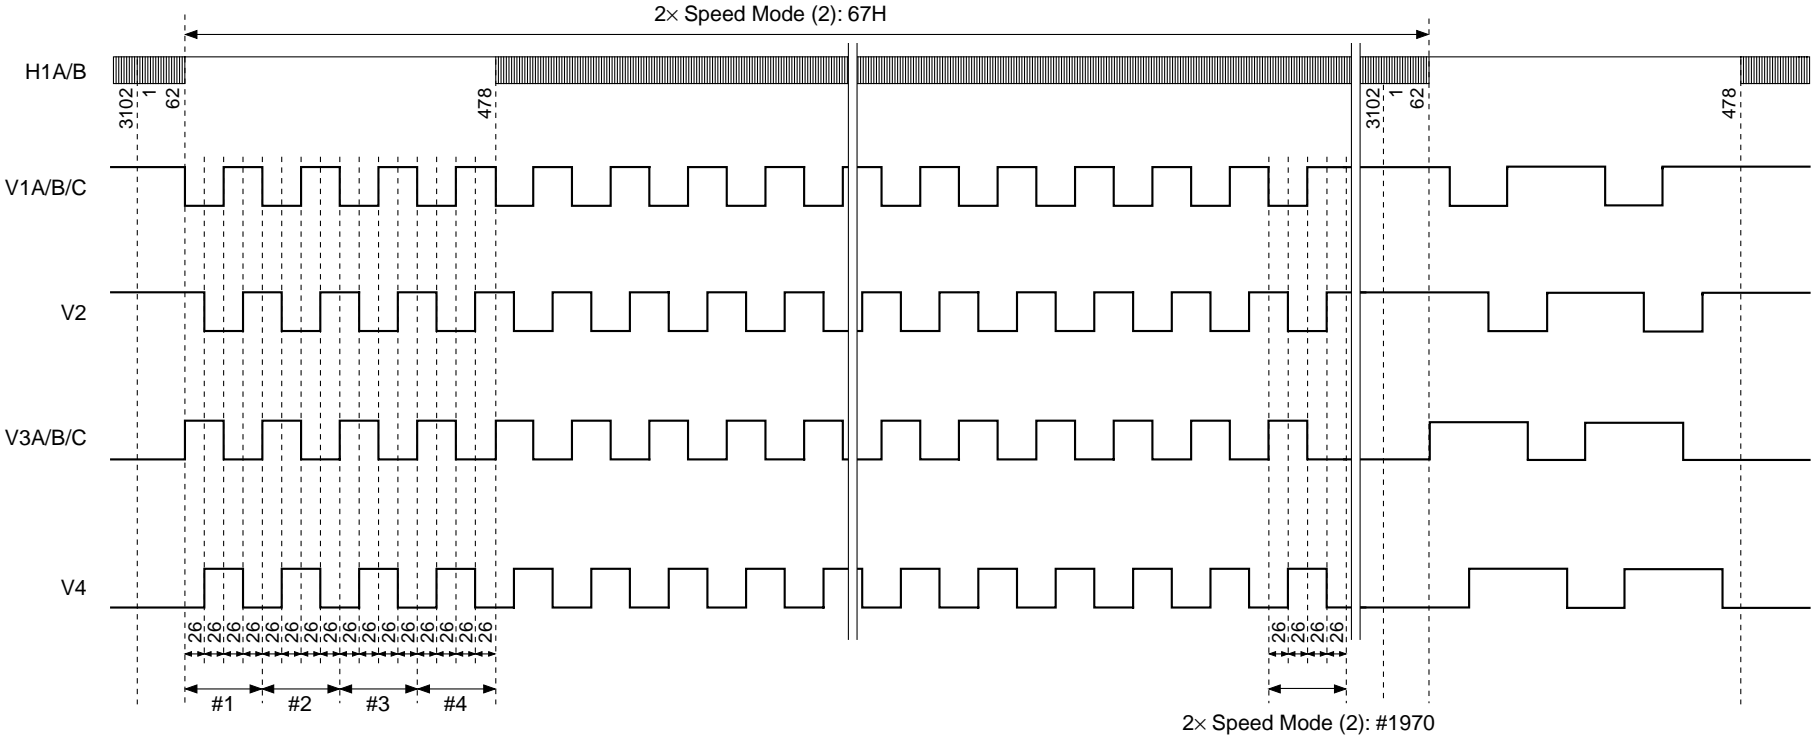 2× Speed Mode (2): 67H
H1A/B
3102
1
62
478
3102
1
62
478
V1A/B/C
V2
V3A/B/C
V4
26 26 26 26 26 26 26 26 26 26 26 26 26 26 26 26
26 26 26 26
#1 #2 #3 #4
2× Speed Mode (2): #1970